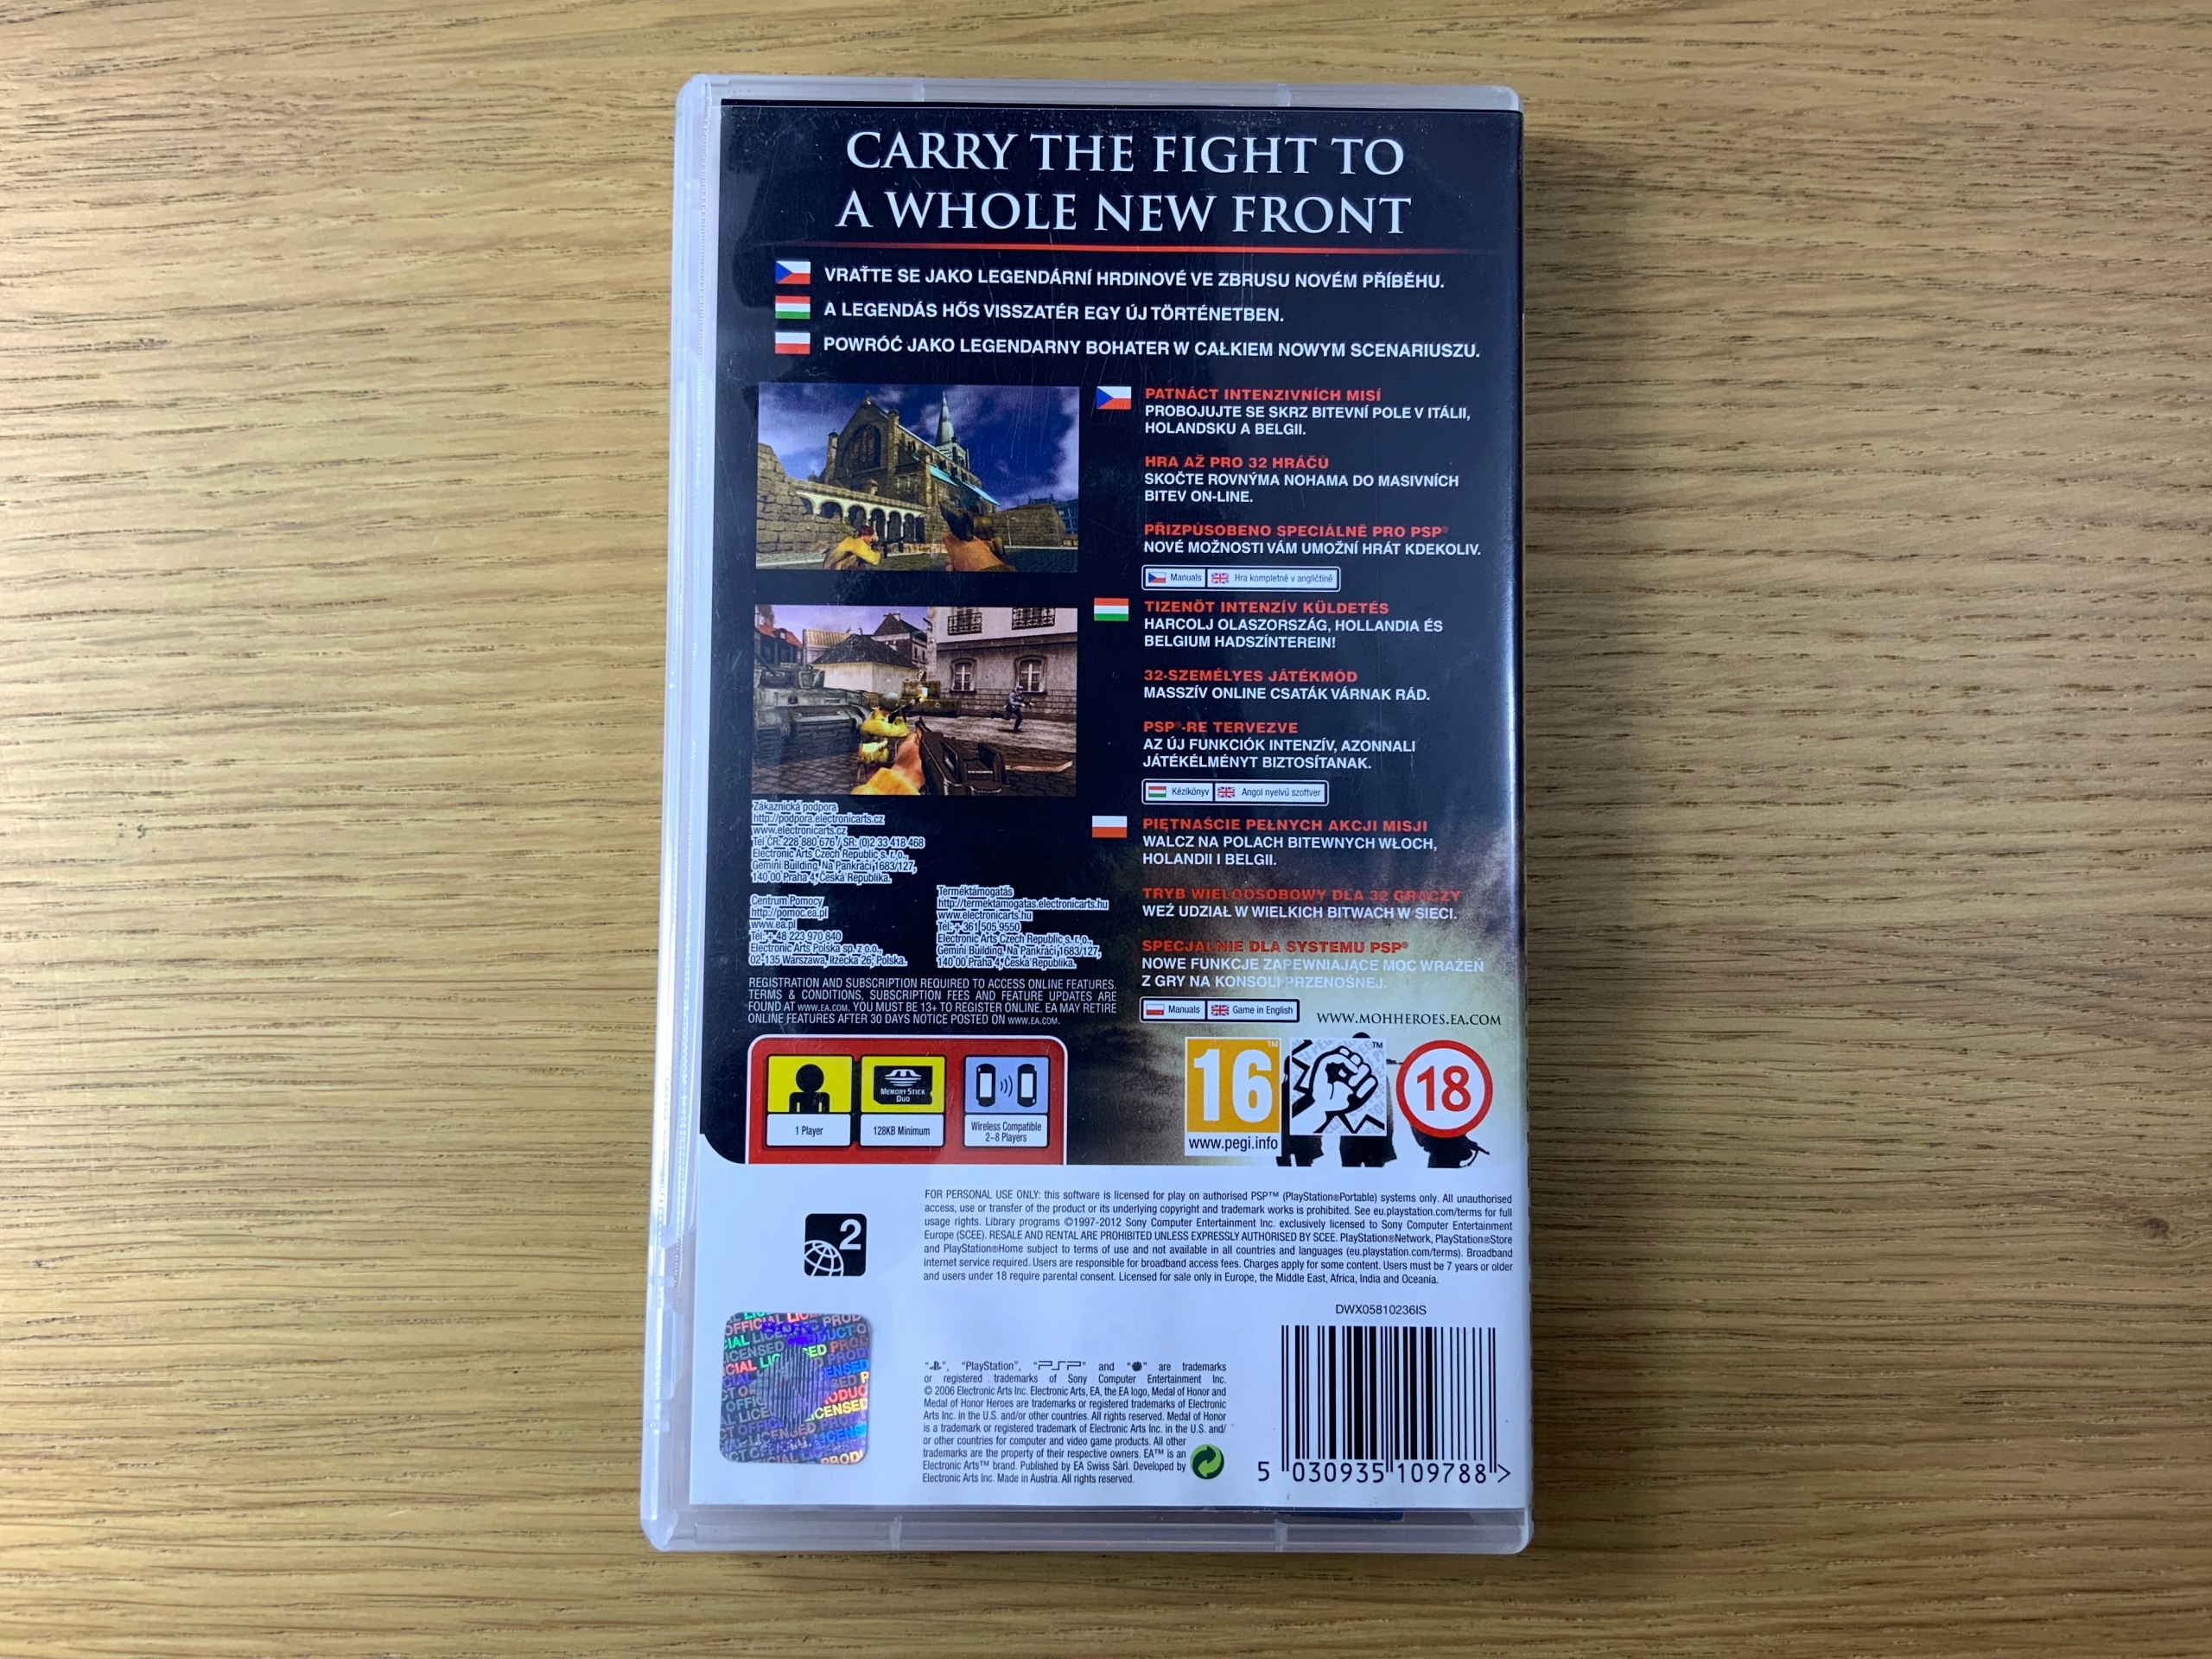 CARRY THE FIGHT TO
A WHOLE NEW FRONT
VRAŤTE SE JAKO LEGENDÁRNÍ HRDINOVÉ VE ZBRUSU NOVÉM PŘÍBĚHU.
A LEGENDÁS HŐS VISSZATÉR EGY ÚJ TÖRTÉNETBEN.
POWRÓĆ JAKO LEGENDARNY BOHATER W CAŁKIEM NOWYM SCENARIUSZU.
PATNÁCT INTENZIVNÍCH MISÍ
PROBOJUJTE SE SKRZ BITEVNÍ POLE V ITÁLII,
HOLANDSKU A BELGII.
HRA AŽ PRO 32 HRÁČŮ
SKOČTE ROVNÝMA NOHAMA DO MASIVNÍCH
BITEV ON-LINE.
PŘIZPŮSOBENO SPECIÁLNĚ PRO PSP®
NOVÉ MOŽNOSTI VÁM UMOŽNÍ HRÁT KDEKOLIV.
Manuals Hra kompletně v angličtině
TIZENÖT INTENZÍV KÜLDETÉS
HARCOLJ OLASZORSZÁG, HOLLANDIA ÉS
BELGIUM HADSZÍNTEREIN!
32-SZEMÉLYES JÁTÉKMÓD
MASSZÍV ONLINE CSATÁK VÁRNAK RÁD.
PSP®-RE TERVEZVE
AZ ÚJ FUNKCIÓK INTENZÍV, AZONNALI
JÁTÉKÉLMÉNYT BIZTOSÍTANAK.
Kézikönyv Angol nyelvű szoftver
PIĘTNAŚCIE PEŁNYCH AKCJI MISJI
WALCZ NA POLACH BITEWNYCH WŁOCH,
HOLANDII I BELGII.
TRYB WIELOOSOBOWY DLA 32 GRACZY
WEŹ UDZIAŁ W WIELKICH BITWACH W SIECI.
SPECJALNIE DLA SYSTEMU PSP®
NOWE FUNKCJE ZAPEWNIAJĄCE MOC WRAŻEŃ
Z GRY NA KONSOLI PRZENOŚNEJ.
Manuals Game in English
WWW.MOHHEROES.EA.COM
Zákaznická podpora
http://podpora.electronicarts.cz
www.electronicarts.cz
Tel ČR: 228 880 676 / SR: (0)2 33 418 468
Electronic Arts Czech Republic s. r. o.,
Gemini Building, Na Pankráci 1683/127,
140 00 Praha 4, Česká Republika.
Centrum Pomocy
http://pomoc.ea.pl
www.ea.pl
Tel: + 48 223 970 840
Electronic Arts Polska sp. z o.o.,
02-135 Warszawa, Iłżecka 26, Polska.
Terméktámogatás
http://termektamogatas.electronicarts.hu
www.electronicarts.hu
Tel: + 361 505 9550
Electronic Arts Czech Republic s. r. o.,
Gemini Building, Na Pankráci 1683/127,
140 00 Praha 4, Česká Republika.
REGISTRATION AND SUBSCRIPTION REQUIRED TO ACCESS ONLINE FEATURES.
TERMS & CONDITIONS, SUBSCRIPTION FEES AND FEATURE UPDATES ARE
FOUND AT WWW.EA.COM. YOU MUST BE 13+ TO REGISTER ONLINE. EA MAY RETIRE
ONLINE FEATURES AFTER 30 DAYS NOTICE POSTED ON WWW.EA.COM.
MEMORY STICK
DUO
1 Player
128KB Minimum
Wireless Compatible
2-8 Players
16 TM
www.pegi.info
TM
18
2
FOR PERSONAL USE ONLY: this software is licensed for play on authorised PSP™ (PlayStation®Portable) systems only. All unauthorised
access, use or transfer of the product or its underlying copyright and trademark works is prohibited. See eu.playstation.com/terms for full
usage rights. Library programs ©1997-2012 Sony Computer Entertainment Inc. exclusively licensed to Sony Computer Entertainment
Europe (SCEE). RESALE AND RENTAL ARE PROHIBITED UNLESS EXPRESSLY AUTHORISED BY SCEE. PlayStation®Network, PlayStation®Store
and PlayStation®Home subject to terms of use and not available in all countries and languages (eu.playstation.com/terms). Broadband
internet service required. Users are responsible for broadband access fees. Charges apply for some content. Users must be 7 years or older
and users under 18 require parental consent. Licensed for sale only in Europe, the Middle East, Africa, India and Oceania.
DWX05810236IS
OFFICIAL LICENSED PRODUCT
SONY
"PlayStation", "PSP" and " " are trademarks
or registered trademarks of Sony Computer Entertainment Inc.
© 2006 Electronic Arts Inc. Electronic Arts, EA, the EA logo, Medal of Honor and
Medal of Honor Heroes are trademarks or registered trademarks of Electronic
Arts Inc. in the U.S. and/or other countries. All rights reserved. Medal of Honor
is a trademark or registered trademark of Electronic Arts Inc. in the U.S. and/
or other countries for computer and video game products. All other
trademarks are the property of their respective owners. EA™ is an
Electronic Arts™ brand. Published by EA Swiss Sàrl. Developed by
Electronic Arts Inc. Made in Austria. All rights reserved.
5 030935 109788 >